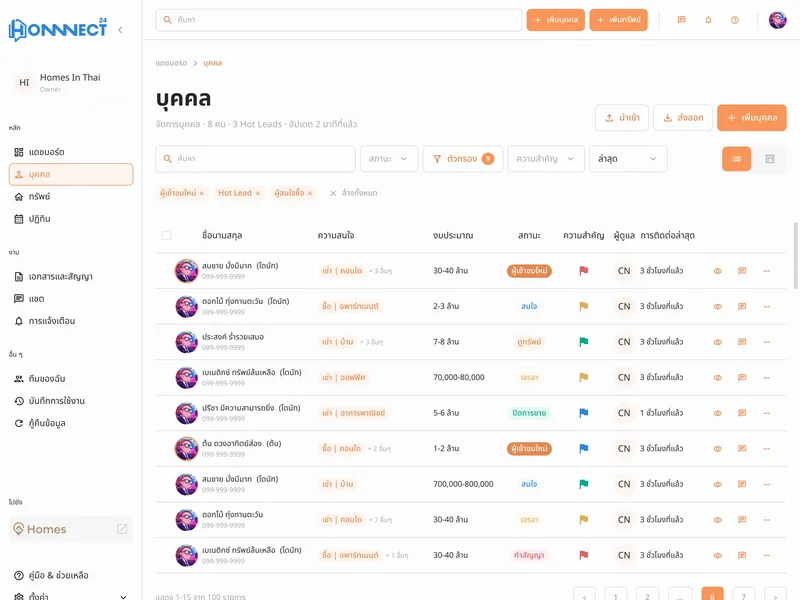 HONNNECT 24
ค้นหา
เพิ่มบุคคล
เพิ่มทรัพย์
HI
Homes In Thai
Owner
หลัก
แดชบอร์ด
บุคคล
ทรัพย์
ปฏิทิน
งาน
เอกสารและสัญญา
แชต
การแจ้งเตือน
อื่น ๆ
ทีมของฉัน
บันทึกการใช้งาน
กู้คืนข้อมูล
ไปยัง
Homes
คู่มือ & ช่วยเหลือ
ตั้งค่า
แดชบอร์ด > บุคคล
บุคคล
จัดการบุคคล · 8 คน · 3 Hot Leads · อัปเดต 2 นาทีที่แล้ว
นำเข้า
ส่งออก
เพิ่มบุคคล
ค้นหา
สถานะ
ตัวกรอง 9
ความสำคัญ
ล่าสุด
ผู้เข้าชมใหม่ × Hot Lead × ผู้สนใจซื้อ × × ล้างทั้งหมด
ชื่อนามสกุล ความสนใจ งบประมาณ สถานะ ความสำคัญ ผู้ดูแล การติดต่อล่าสุด
สมชาย มั่งมีมาก (โดนัท) เช่า | คอนโด + 3 อื่นๆ 30-40 ล้าน ผู้เข้าชมใหม่ CN 3 ชั่วโมงที่แล้ว
099-999-9999
ดอกไม้ ทุ่งทานตะวัน (โดนัท) ซื้อ | อพาร์ทเมนต์ 2-3 ล้าน สนใจ CN 3 ชั่วโมงที่แล้ว
099-999-9999
ประสงค์ ร่ำรวยเสมอ เช่า | บ้าน + 3 อื่นๆ 7-8 ล้าน ดูทรัพย์ CN 3 ชั่วโมงที่แล้ว
099-999-9999
เบเนดิกซ์ ทรัพย์ล้นเหลือ (โดนัท) เช่า | ออฟฟิศ 70,000-80,000 เจรจา CN 3 ชั่วโมงที่แล้ว
099-999-9999
ปรีชา มีความสามารถยิ่ง (โดนัท) เช่า | อาคารพาณิชย์ 5-6 ล้าน ปิดการขาย CN 1 ชั่วโมงที่แล้ว
099-999-9999
ต้น ดวงอาทิตย์ส่อง (ต้น) ซื้อ | คอนโด + 2 อื่นๆ 1-2 ล้าน ผู้เข้าชมใหม่ CN 3 ชั่วโมงที่แล้ว
099-999-9999
สมชาย มั่งมีมาก (โดนัท) เช่า | บ้าน 700,000-800,000 สนใจ CN 3 ชั่วโมงที่แล้ว
099-999-9999
ดอกไม้ ทุ่งทานตะวัน เช่า | คอนโด + 7 อื่นๆ 30-40 ล้าน เจรจา CN 3 ชั่วโมงที่แล้ว
099-999-9999
เบเนดิกซ์ ทรัพย์ล้นเหลือ (โดนัท) ซื้อ | อพาร์ทเมนต์ + 1 อื่นๆ 30-40 ล้าน ทำสัญญา CN 3 ชั่วโมงที่แล้ว
099-999-9999
แสดง 1-15 จาก 100 รายการ
< 1 2 ... 6 7 >